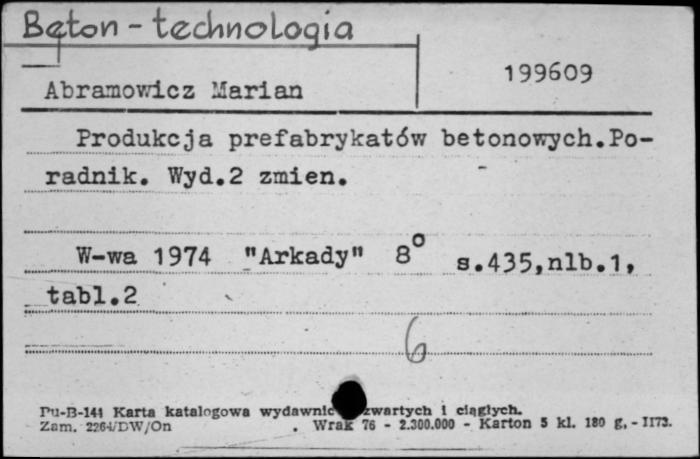 Beton - technologia
199609
Abramowicz Marian
Produkcja prefabrykatów betonowych.Po-
radnik. Wyd.2 zmien.
W-wa 1974 "Arkady" 8° s.435,nlb.1,
tabl.2
6
Pu-B-144 Karta katalogowa wydawnic zwartych i ciągłych.
Zam. 2264/DW/On . Wrak 76 - 2.300.000 - Karton 5 kl. 180 g. - II73.